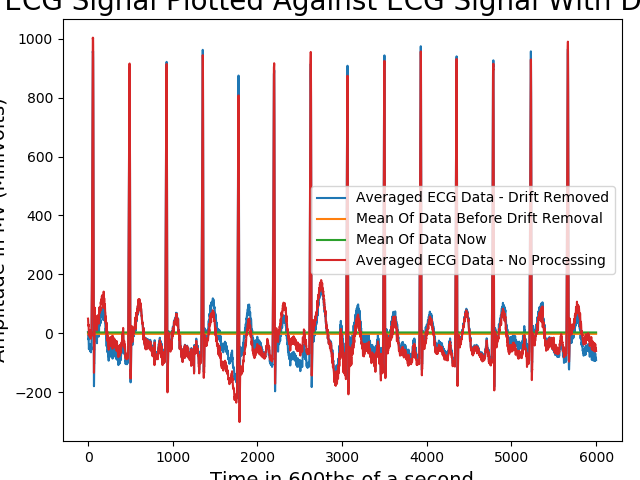 ECG Signal Plotted Against ECG Signal With
1000
800
600
400
200
0
−200
Amplitude in MV (Millivolts)
Averaged ECG Data - Drift Removed
Mean Of Data Before Drift Removal
Mean Of Data Now
Averaged ECG Data - No Processing
0 1000 2000 3000 4000 5000 6000
Time in 600ths of a second